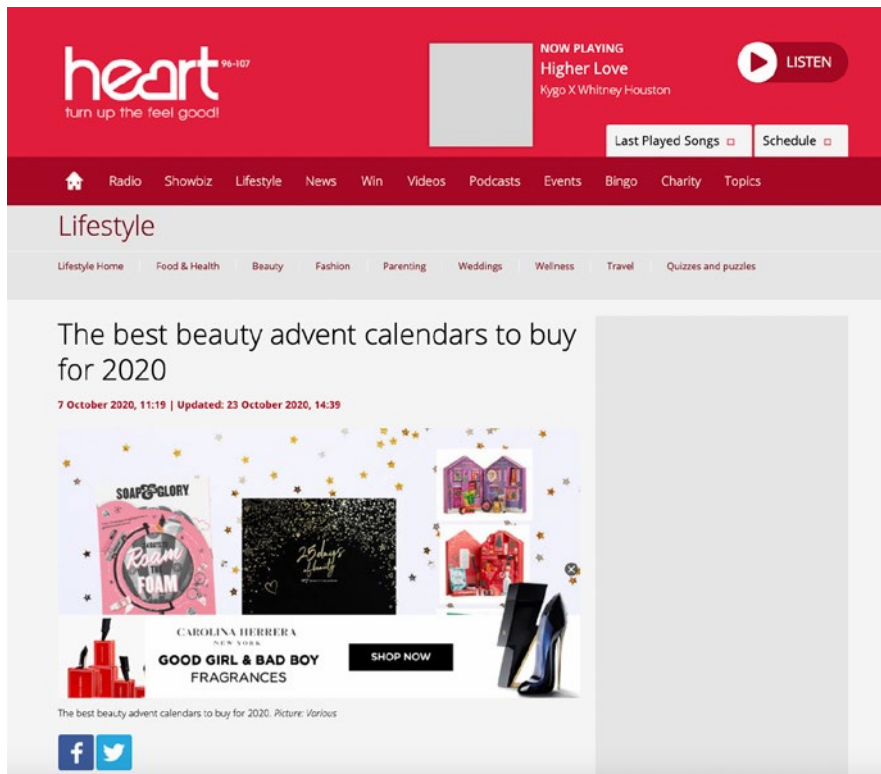 heart 96-107
turn up the feel good!
NOW PLAYING
Higher Love
Kygo X Whitney Houston
LISTEN
Last Played Songs
Schedule
Radio Showbiz Lifestyle News Win Videos Podcasts Events Bingo Charity Topics
Lifestyle
Lifestyle Home Food & Health Beauty Fashion Parenting Weddings Wellness Travel Quizzes and puzzles
The best beauty advent calendars to buy
for 2020
7 October 2020, 11:19 | Updated: 23 October 2020, 14:39
SOAP & GLORY
Roam
FOAM
25 days
of beauty
CAROLINA HERRERA
NEW YORK
GOOD GIRL & BAD BOY
FRAGRANCES
SHOP NOW
The best beauty advent calendars to buy for 2020. Picture: Various